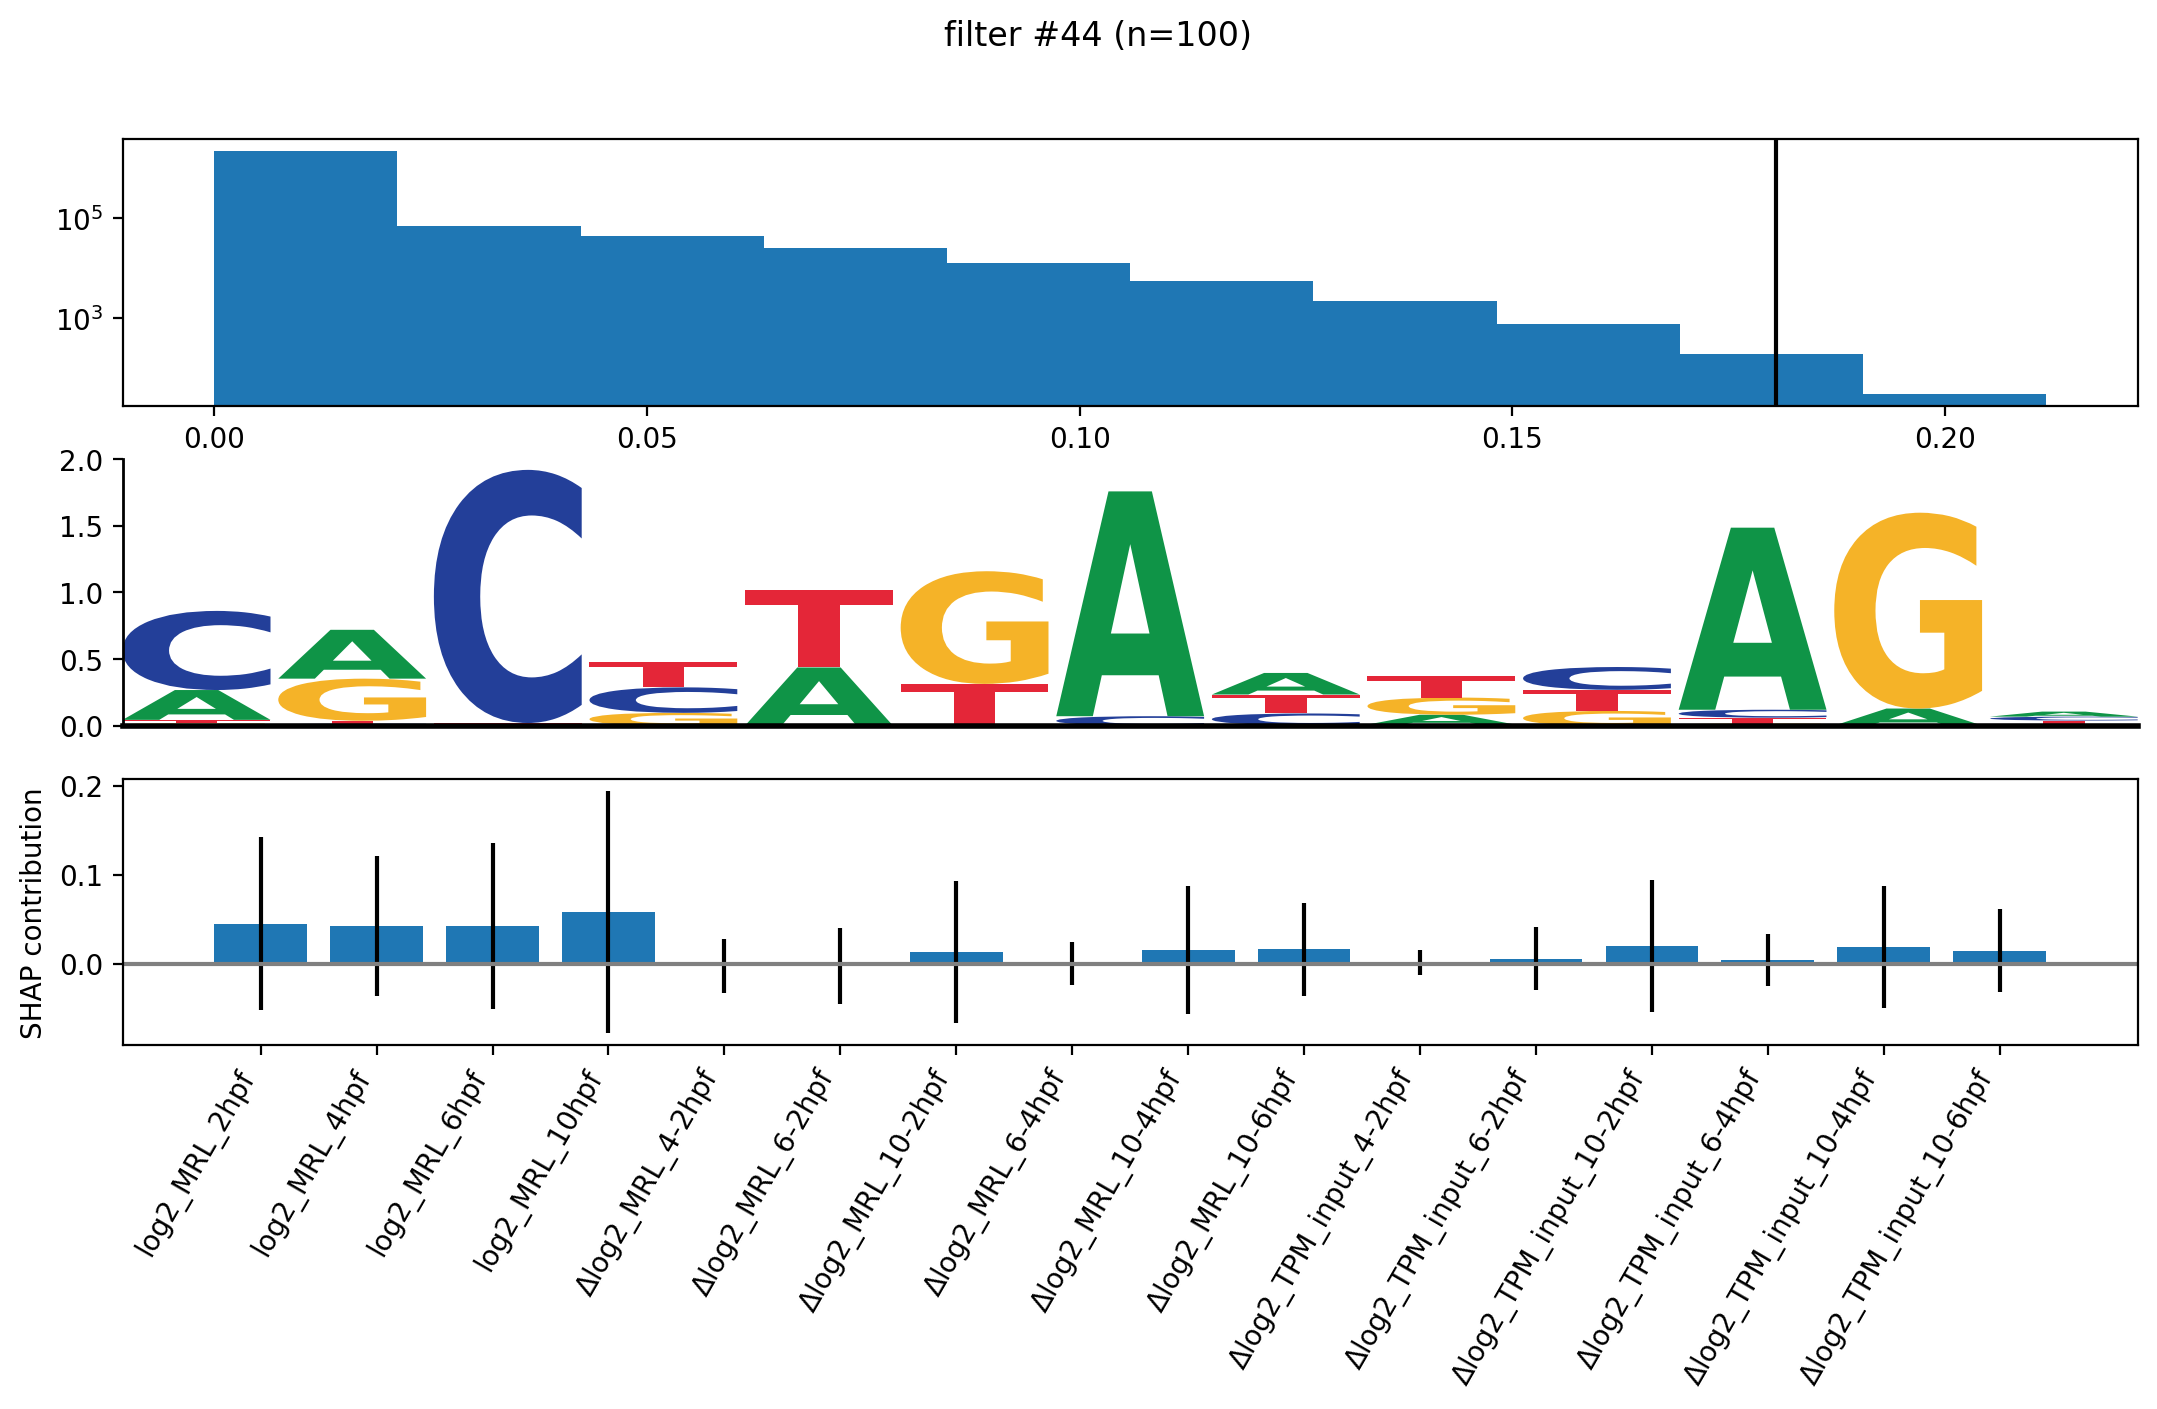 filter #44 (n=100)
10^5
10^3
0.00 0.05 0.10 0.15 0.20
2.0
1.5
1.0
0.5
0.0
C A C T T G A A T C A G A
A G C A T C T G T C A C
T T G C A G T T
SHAP contribution
0.2
0.1
0.0
log2_MRL_2hpf
log2_MRL_4hpf
log2_MRL_6hpf
log2_MRL_10hpf
Δlog2_MRL_4-2hpf
Δlog2_MRL_6-2hpf
Δlog2_MRL_10-2hpf
Δlog2_MRL_6-4hpf
Δlog2_MRL_10-4hpf
Δlog2_MRL_10-6hpf
Δlog2_TPM_input_4-2hpf
Δlog2_TPM_input_6-2hpf
Δlog2_TPM_input_10-2hpf
Δlog2_TPM_input_6-4hpf
Δlog2_TPM_input_10-4hpf
Δlog2_TPM_input_10-6hpf